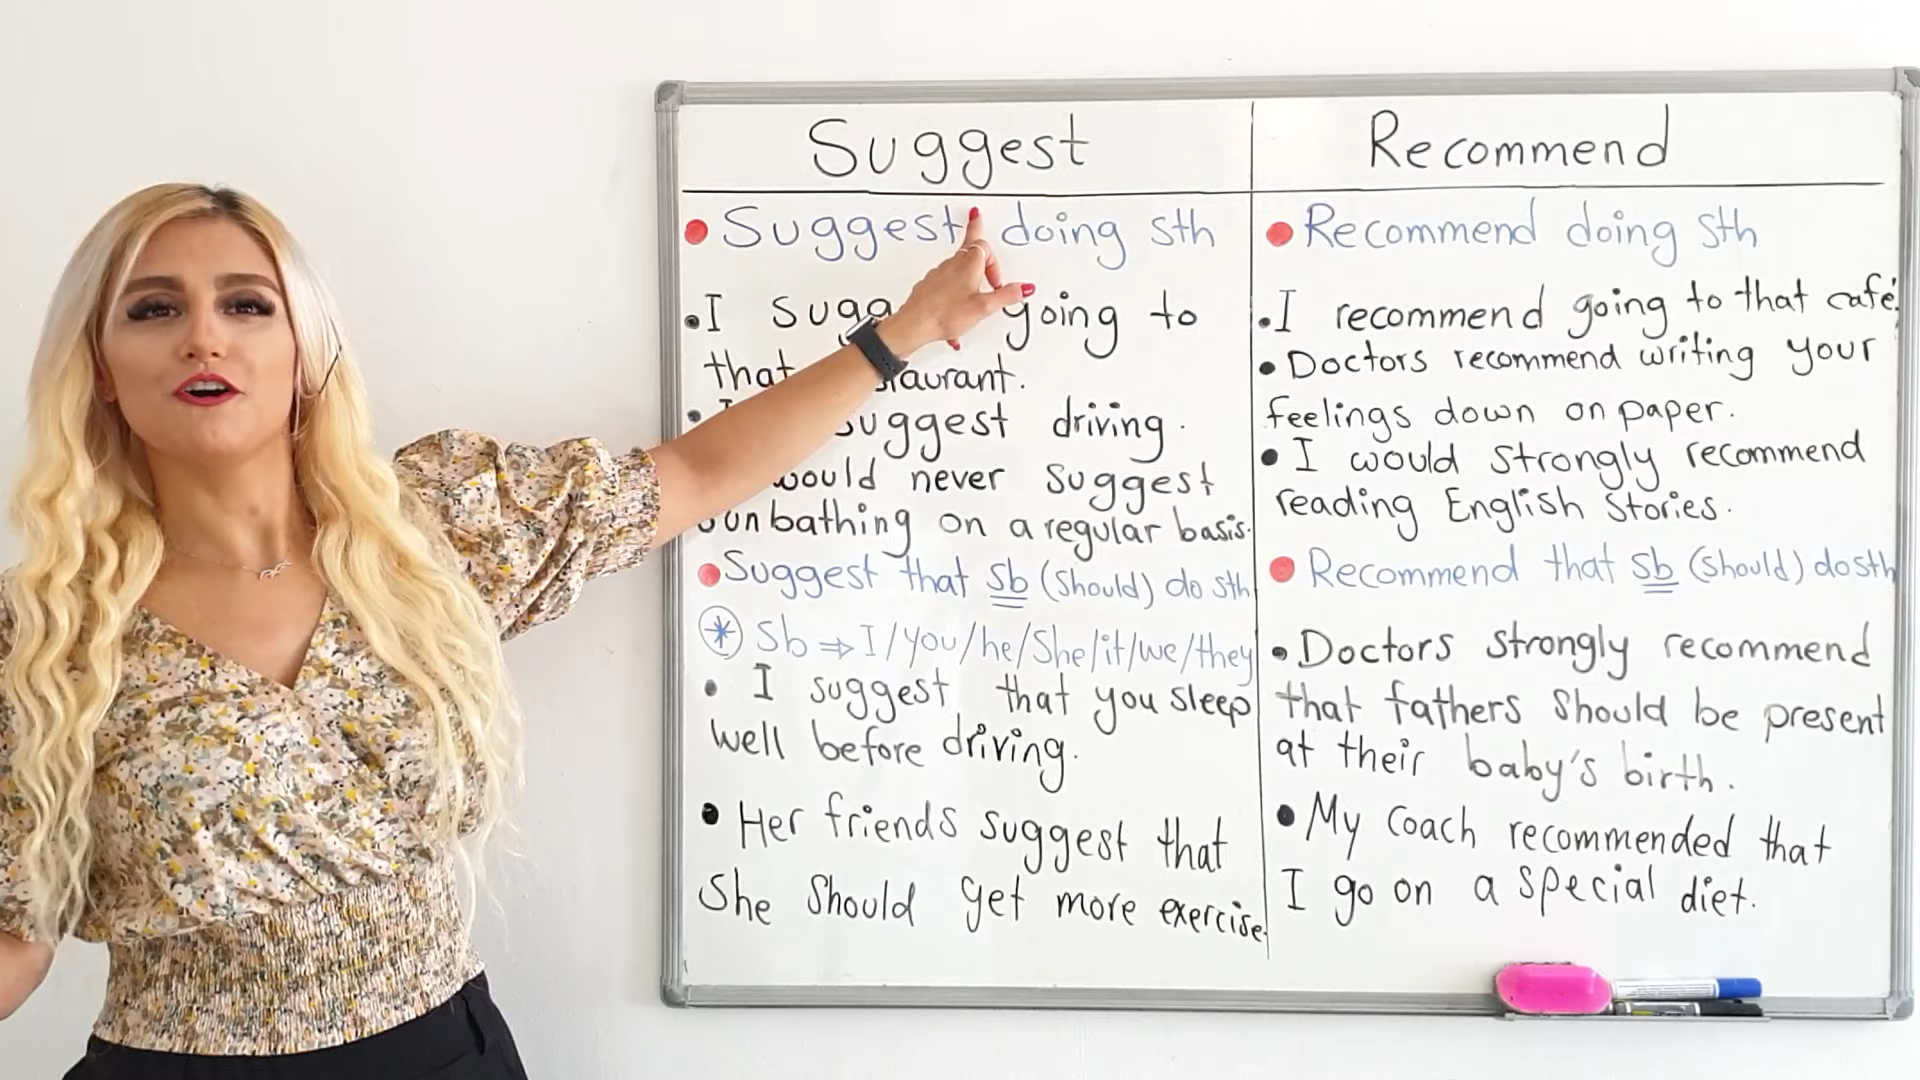 Suggest
Suggest doing sth
I going to
that
suggest driving.
would never suggest
on a regular basis.
Suggest that sb (should) do sth
* Sb ⇒ I/you/he/She/it/we/they
I suggest that you sleep
well before driving.
Her friends suggest that
She Should get more exercise.
Recommend
Recommend doing Sth
I recommend going to that café.
Doctors recommend writing your
feelings down on paper.
I would strongly recommend
reading English Stories.
Recommend that sb (should) do sth
Doctors strongly recommend
that fathers should be present
at their baby's birth.
My coach recommended that
I go on a special diet.